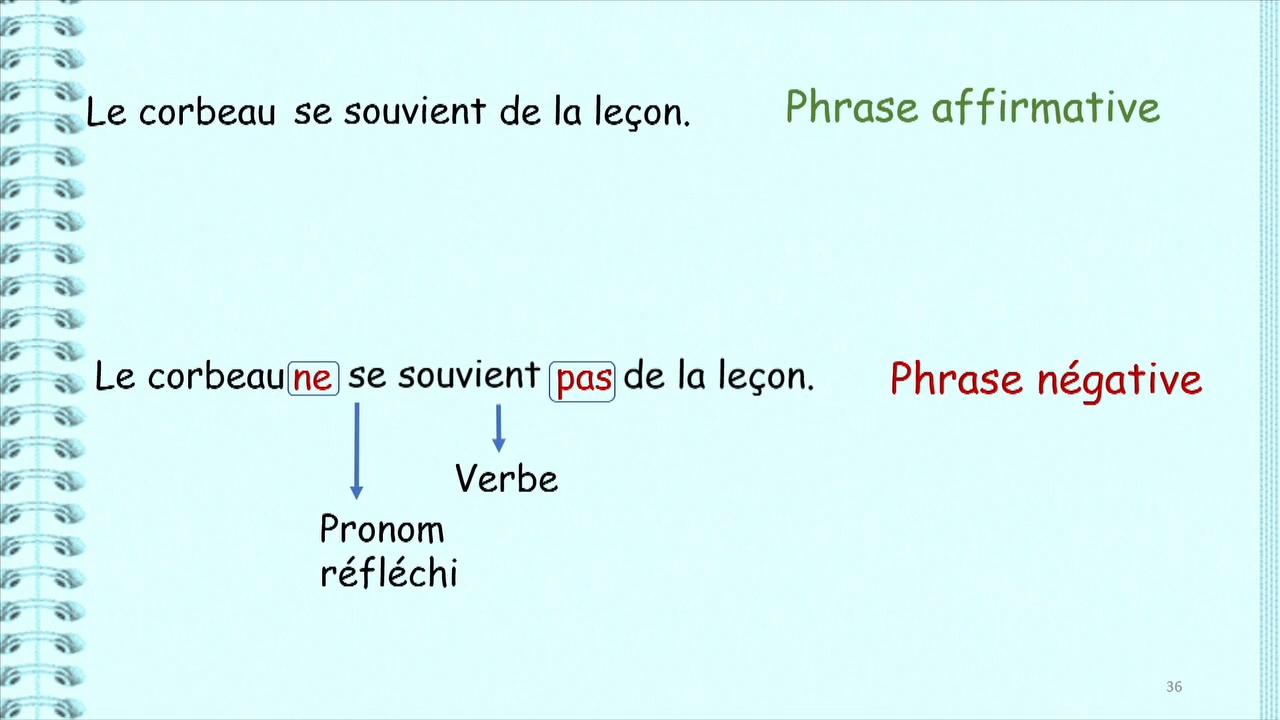 Le corbeau se souvient de la leçon. Phrase affirmative
Le corbeau ne se souvient pas de la leçon. Phrase négative
Verbe
Pronom
réfléchi
36